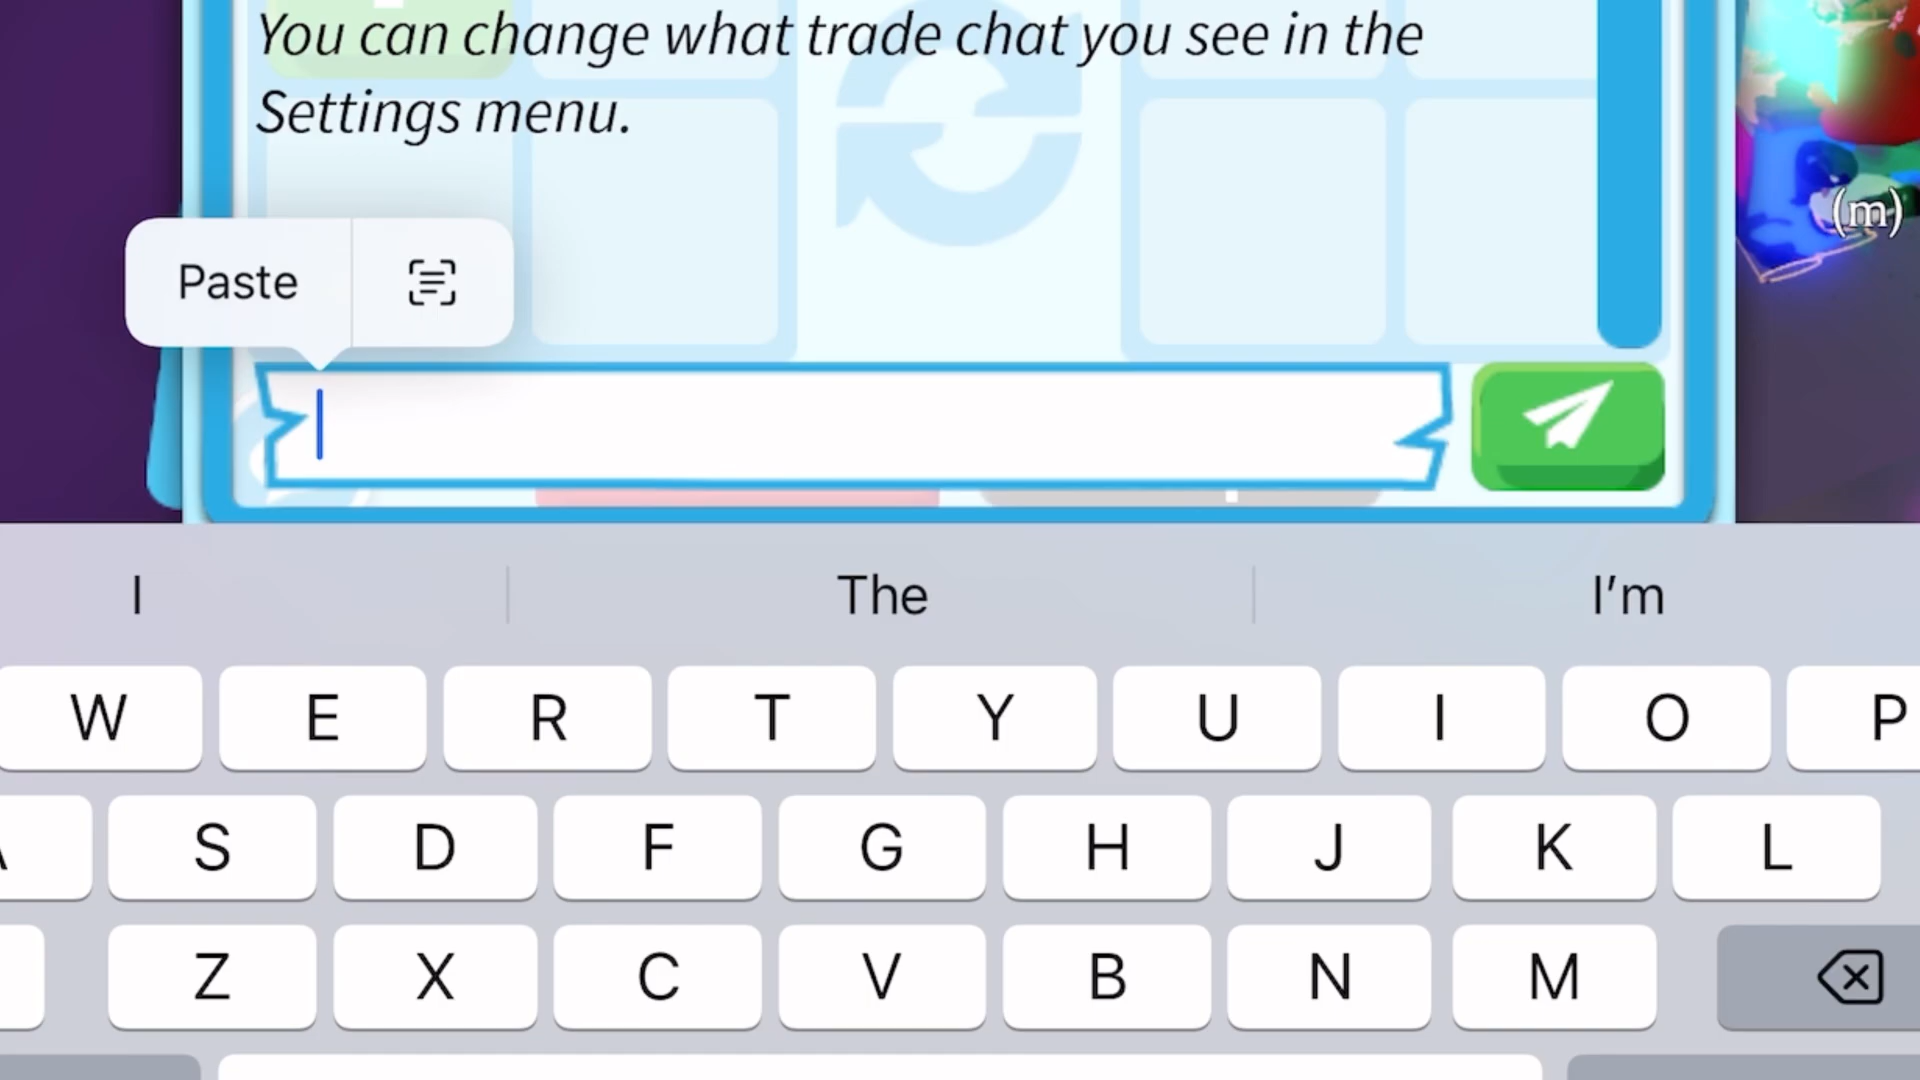 You can change what trade chat you see in the
Settings menu.
(m)
Paste
I The I’m
W E R T Y U I O P
A S D F G H J K L
Z X C V B N M